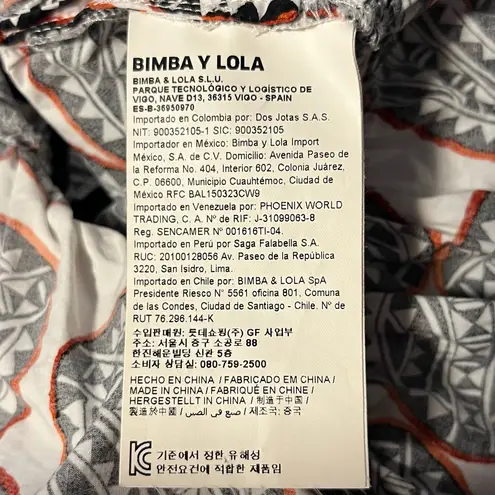 BIMBA Y LOLA
BIMBA & LOLA S.L.U.
PARQUE TECNOLÓGICO Y LOGÍSTICO DE
VIGO, NAVE D13, 36315 VIGO - SPAIN
ES-B-36950970
Importado en Colombia por: Dos Jotas S.A.S.
NIT: 900352105-1 SIC: 900352105
Importador en México: Bimba y Lola Import
México, S.A. de C.V. Domicilio: Avenida Paseo de
la Reforma No. 404, Interior 602, Colonia Juárez,
C.P. 06600, Municipio Cuauhtémoc, Ciudad de
México RFC BAL150323CW9
Importado en Venezuela por: PHOENIX WORLD
TRADING, C. A. Nº de RIF: J-31099063-8
Reg. SENCAMER Nº 001616TI-04.
Importado en Perú por Saga Falabella S.A.
RUC: 20100128056 Av. Paseo de la República
3220, San Isidro, Lima.
Importado en Chile por: BIMBA & LOLA SpA
Presidente Riesco N° 5561 oficina 801, Comuna
de las Condes, Ciudad de Santiago - Chile. Nº de
RUT 76.296.144-K
수입판매원: 롯데쇼핑(주) GF 사업부
주소: 서울시 중구 소공로 88
한진해운빌딩 신관 5층
소비자 상담실: 080-759-2500
HECHO EN CHINA / FABRICADO EM CHINA /
MADE IN CHINA / FABRIQUÉ EN CHINE /
HERGESTELLT IN CHINA / 制造于中国 /
製造於中國 / صنع في الصين / 제조국: 중국
기준에서 정한 유해성
안전요건에 적합한 제품임